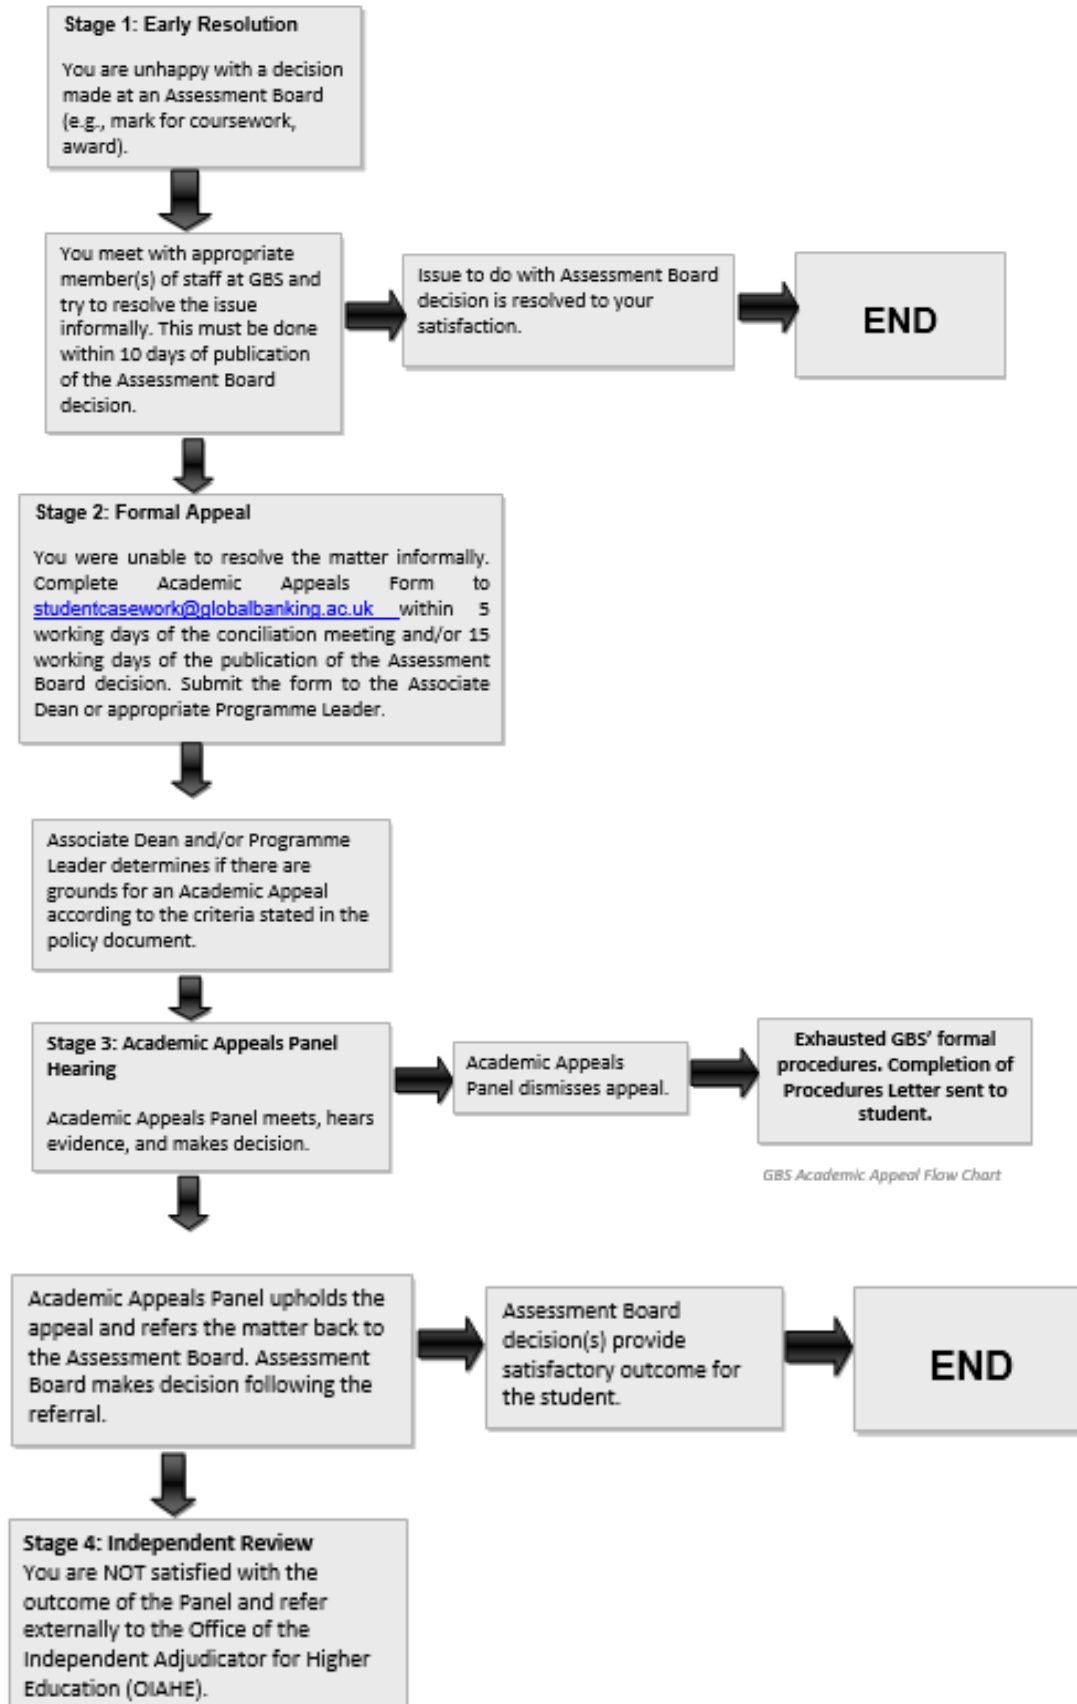 Stage 1: Early Resolution
You are unhappy with a decision
made at an Assessment Board
(e.g., mark for coursework,
award).
You meet with appropriate
member(s) of staff at GBS and
try to resolve the issue
informally. This must be done
within 10 days of publication
of the Assessment Board
decision.
Issue to do with Assessment Board
decision is resolved to your
satisfaction.
END
Stage 2: Formal Appeal
You were unable to resolve the matter informally.
Complete Academic Appeals Form to
studentcasework@globalbanking.ac.uk within 5
working days of the conciliation meeting and/or 15
working days of the publication of the Assessment
Board decision. Submit the form to the Associate
Dean or appropriate Programme Leader.
Associate Dean and/or Programme
Leader determines if there are
grounds for an Academic Appeal
according to the criteria stated in the
policy document.
Stage 3: Academic Appeals Panel
Hearing
Academic Appeals Panel meets, hears
evidence, and makes decision.
Academic Appeals
Panel dismisses appeal.
Exhausted GBS' formal
procedures. Completion of
Procedures Letter sent to
student.
GBS Academic Appeal Flow Chart
Academic Appeals Panel upholds the
appeal and refers the matter back to
the Assessment Board. Assessment
Board makes decision following the
referral.
Assessment Board
decision(s) provide
satisfactory outcome for
the student.
END
Stage 4: Independent Review
You are NOT satisfied with the
outcome of the Panel and refer
externally to the Office of the
Independent Adjudicator for Higher
Education (OIAHE).